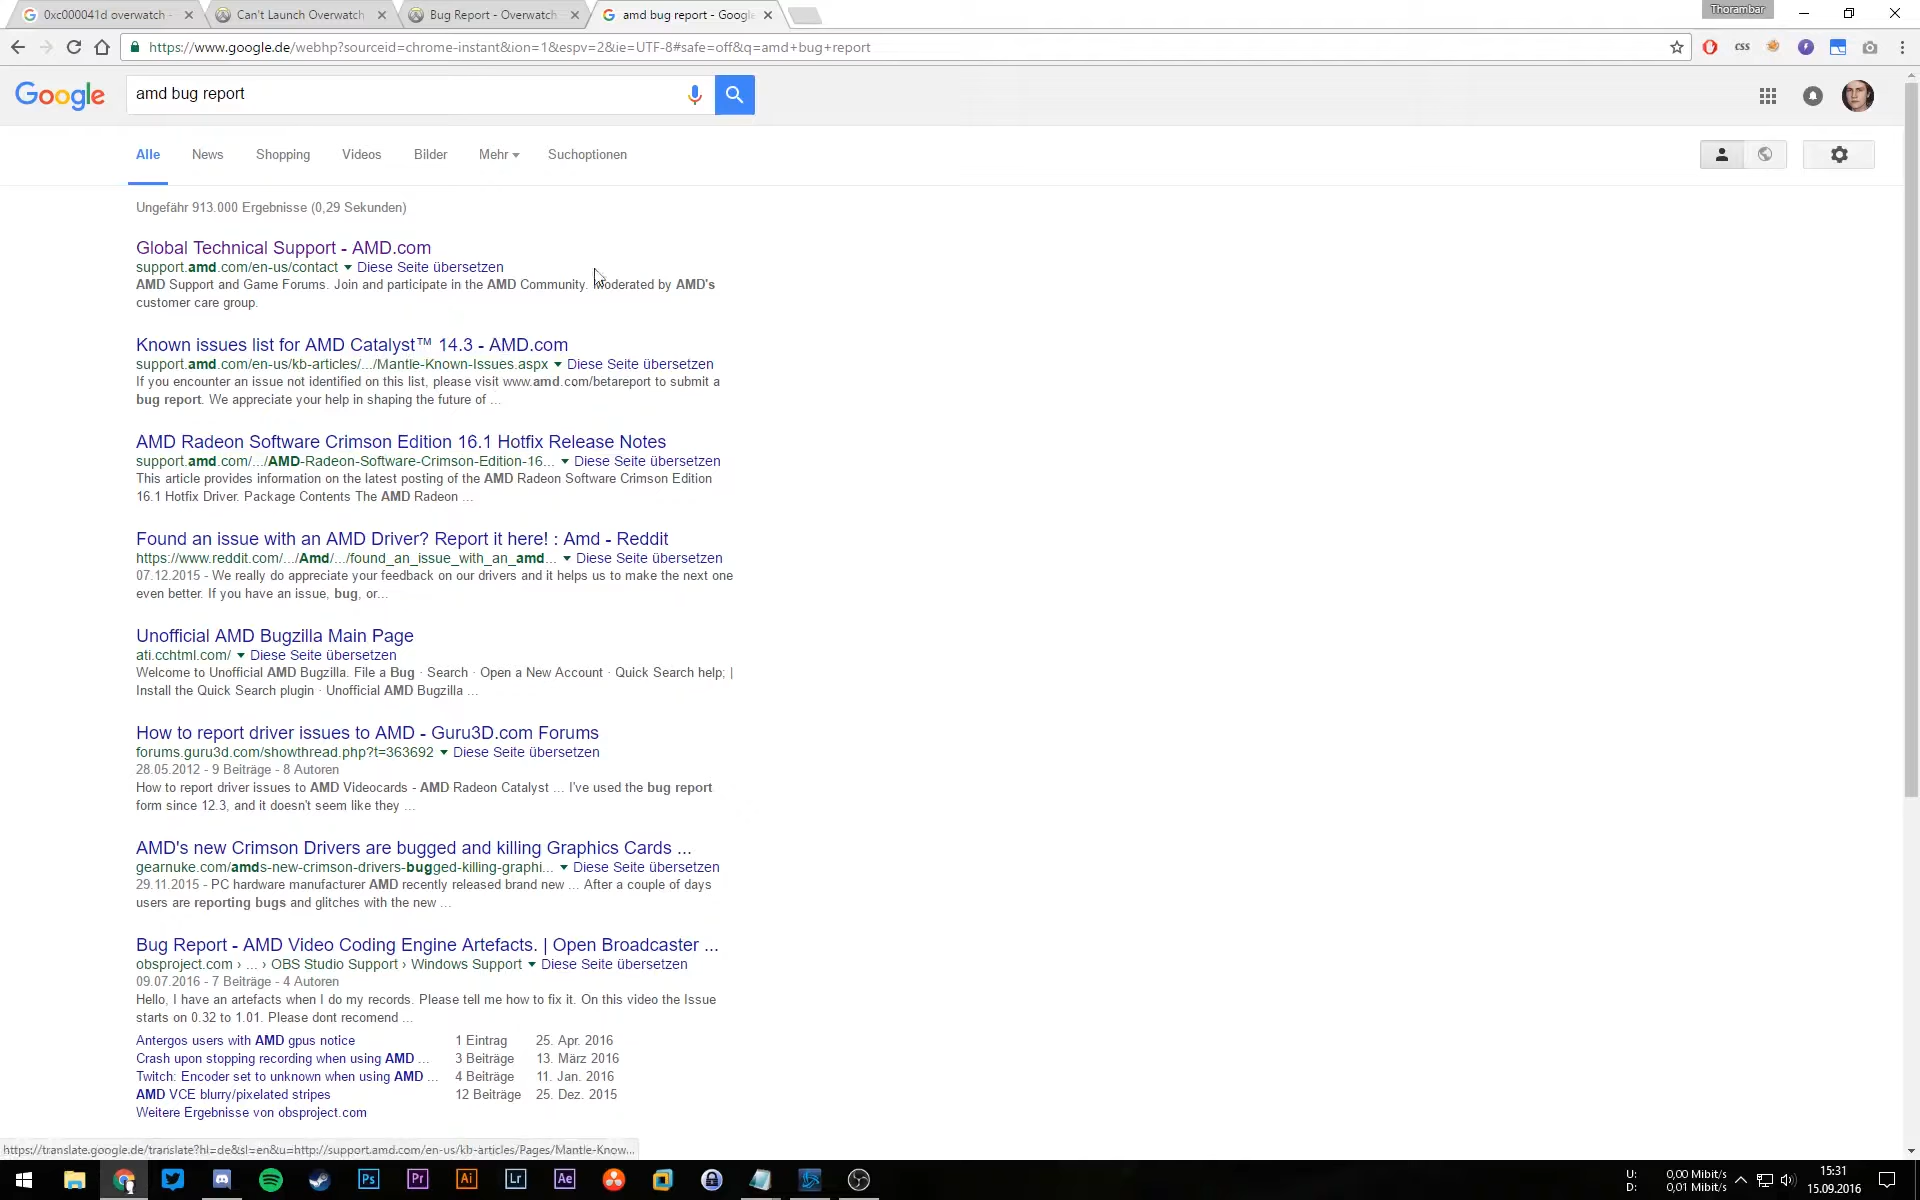 0xc000041d overwatch -
Can't Launch Overwatch
Bug Report - Overwatch
amd bug report - Google
Thorambar
https://www.google.de/webhp?sourceid=chrome-instant&ion=1&espv=2&ie=UTF-8#safe=off&q=amd+bug+report
css
Google
amd bug report
Alle News Shopping Videos Bilder Mehr Suchoptionen
Ungefähr 913.000 Ergebnisse (0,29 Sekunden)
Global Technical Support - AMD.com
support.amd.com/en-us/contact Diese Seite übersetzen
AMD Support and Game Forums. Join and participate in the AMD Community. Moderated by AMD's
customer care group.
Known issues list for AMD Catalyst™ 14.3 - AMD.com
support.amd.com/en-us/kb-articles/.../Mantle-Known-Issues.aspx Diese Seite übersetzen
If you encounter an issue not identified on this list, please visit www.amd.com/betareport to submit a
bug report. We appreciate your help in shaping the future of ...
AMD Radeon Software Crimson Edition 16.1 Hotfix Release Notes
support.amd.com/.../AMD-Radeon-Software-Crimson-Edition-16... Diese Seite übersetzen
This article provides information on the latest posting of the AMD Radeon Software Crimson Edition
16.1 Hotfix Driver. Package Contents The AMD Radeon ...
Found an issue with an AMD Driver? Report it here! : Amd - Reddit
https://www.reddit.com/.../Amd/.../found_an_issue_with_an_amd... Diese Seite übersetzen
07.12.2015 - We really do appreciate your feedback on our drivers and it helps us to make the next one
even better. If you have an issue, bug, or...
Unofficial AMD Bugzilla Main Page
ati.cchtml.com/ Diese Seite übersetzen
Welcome to Unofficial AMD Bugzilla. File a Bug · Search · Open a New Account · Quick Search help; |
Install the Quick Search plugin · Unofficial AMD Bugzilla ...
How to report driver issues to AMD - Guru3D.com Forums
forums.guru3d.com/showthread.php?t=363692 Diese Seite übersetzen
28.05.2012 - 9 Beiträge - 8 Autoren
How to report driver issues to AMD Videocards - AMD Radeon Catalyst ... I've used the bug report
form since 12.3, and it doesn't seem like they ...
AMD's new Crimson Drivers are bugged and killing Graphics Cards ...
gearnuke.com/amds-new-crimson-drivers-bugged-killing-graphi... Diese Seite übersetzen
29.11.2015 - PC hardware manufacturer AMD recently released brand new ... After a couple of days
users are reporting bugs and glitches with the new ...
Bug Report - AMD Video Coding Engine Artefacts. | Open Broadcaster ...
obsproject.com › ... › OBS Studio Support › Windows Support Diese Seite übersetzen
09.07.2016 - 7 Beiträge - 4 Autoren
Hello, I have an artefacts when I do my records. Please tell me how to fix it. On this video the Issue
starts on 0.32 to 1.01. Please dont recomend ...
Antergos users with AMD gpus notice 1 Eintrag 25. Apr. 2016
Crash upon stopping recording when using AMD ... 3 Beiträge 13. März 2016
Twitch: Encoder set to unknown when using AMD ... 4 Beiträge 11. Jan. 2016
AMD VCE blurry/pixelated stripes 12 Beiträge 25. Dez. 2015
Weitere Ergebnisse von obsproject.com
https://translate.google.de/translate?hl=de&sl=en&u=http://support.amd.com/en-us/kb-articles/Pages/Mantle-Know...
Ps Pr Ai Lr Ae
U: 0,00 Mibit/s
D: 0,01 Mibit/s
15:31
15.09.2016